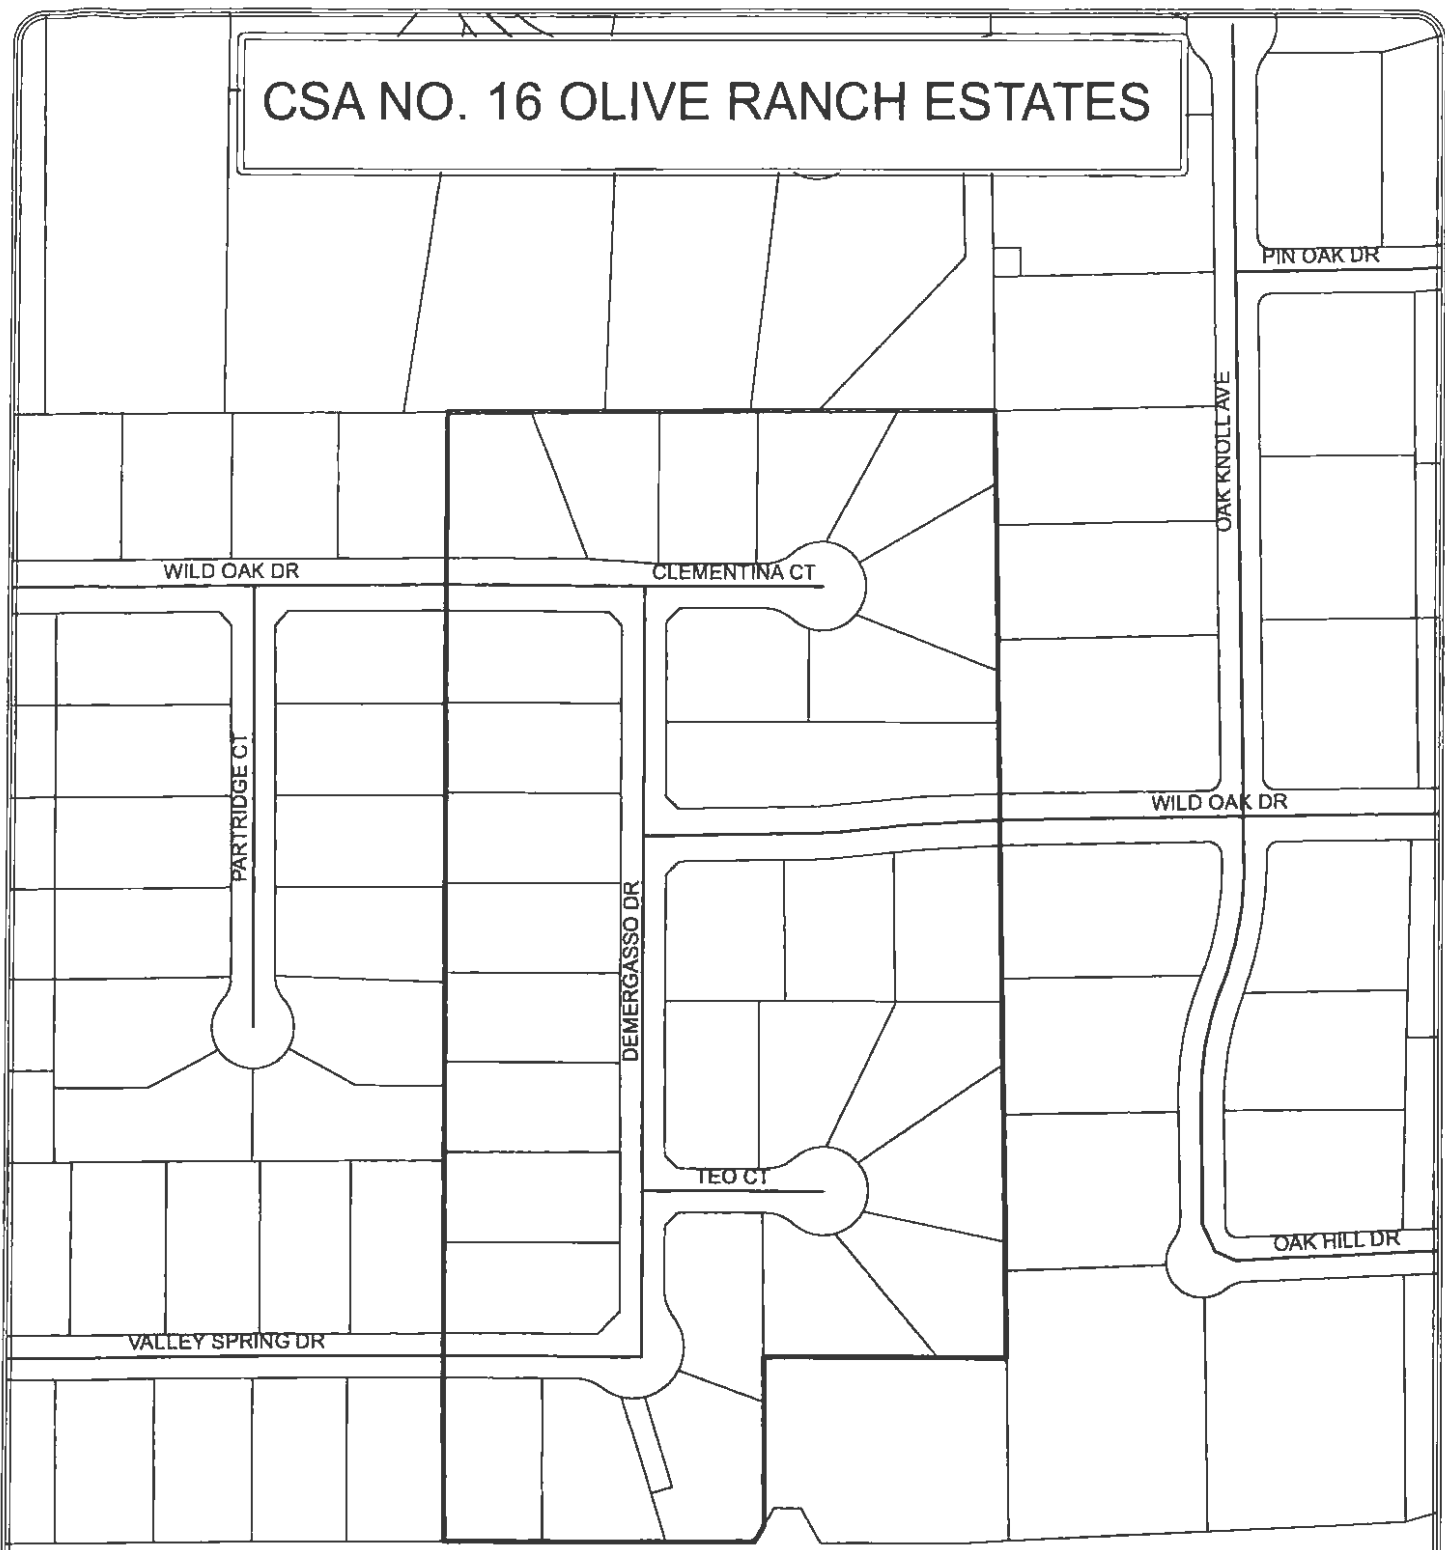 CSA NO. 16 OLIVE RANCH ESTATES
PIN OAK DR
OAK KNOLL AVE
WILD OAK DR
CLEMENTINA CT
PARTRIDGE CT
WILD OAK DR
DEMERGASSO DR
TEO CT
OAK HILL DR
VALLEY SPRING DR